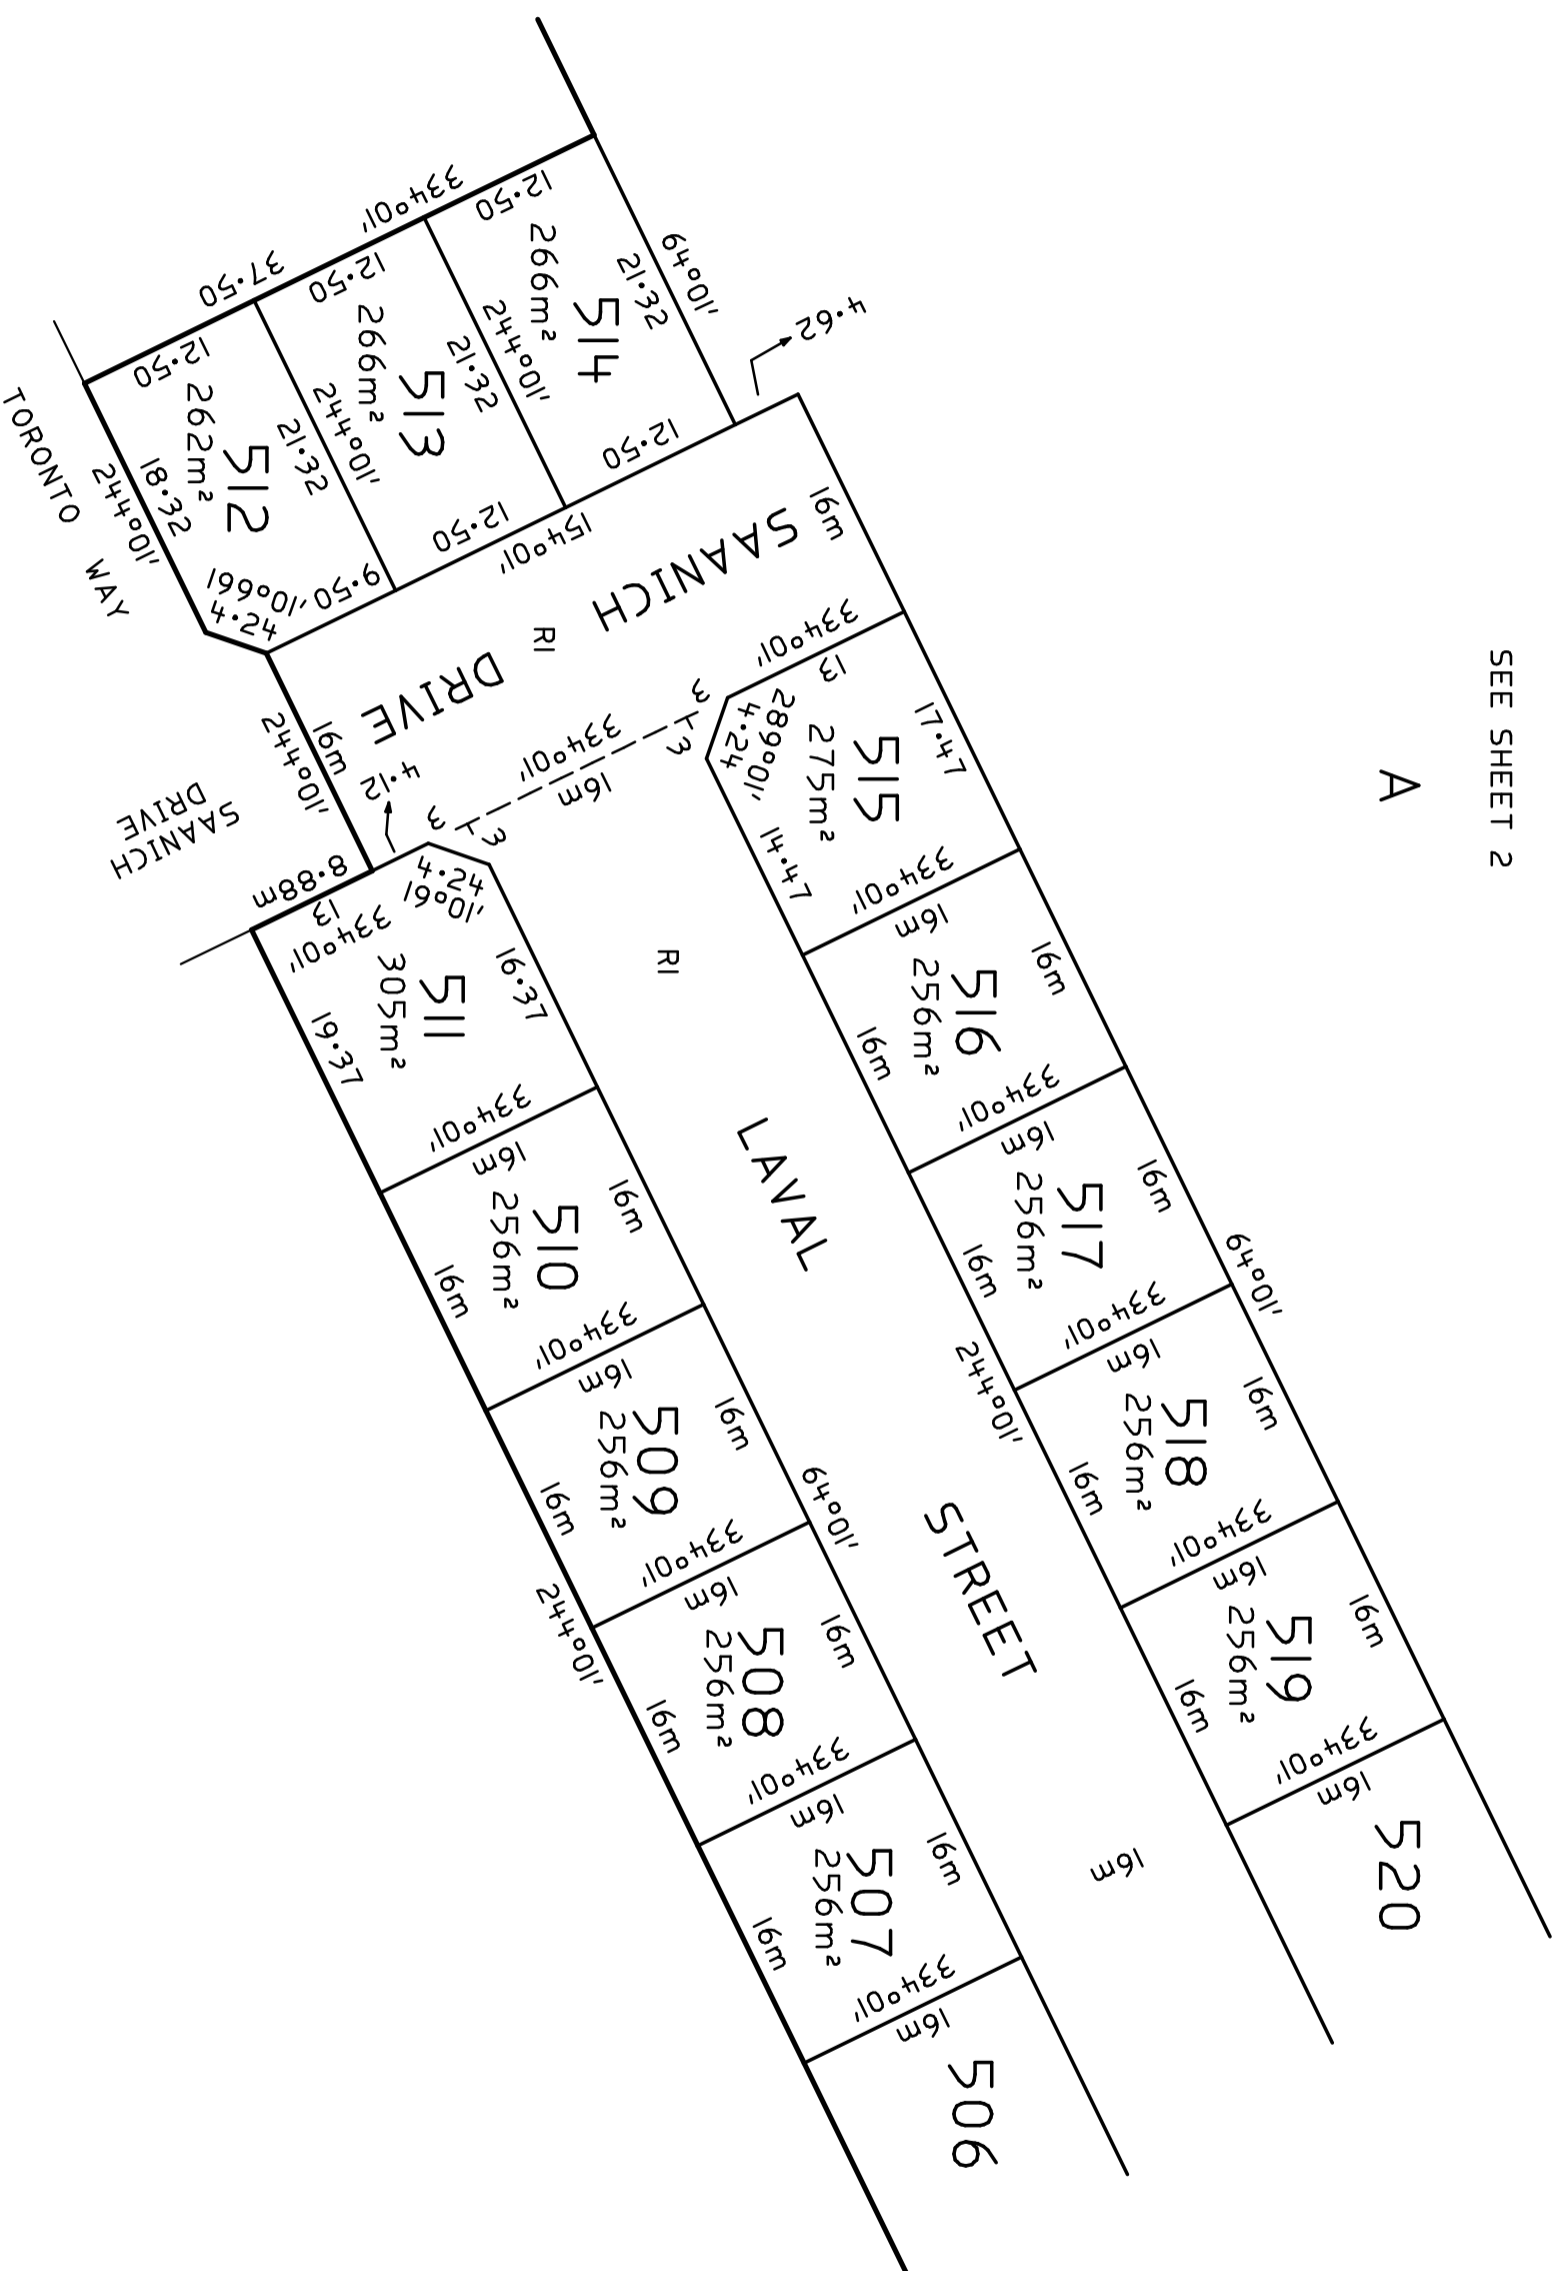 SEE SHEET 2
A
64°01'
4·62
12·50
21·32
514
266m²
12·50
334°01'
244°01'
12·50
21·32
513
266m²
12·50
154°01'
37·50
244°01'
12·50
21·32
512
262m²
9·50
199°01'
4·24
18·32
244°01'
TORONTO WAY
SAANICH DRIVE
R1
16m
16m
244°01'
SAANICH
DRIVE
8·88m
4·12
3
3
334°01'
16m
3
3
334°01'
13
17·47
515
275m²
289°01'
4·24
14·47
334°01'
16m
16m
516
256m²
16m
334°01'
16m
16m
517
256m²
16m
64°01'
334°01'
16m
244°01'
16m
518
256m²
16m
334°01'
16m
16m
519
256m²
16m
334°01'
16m
520
R1
LAVAL STREET
16m
13
334°01'
4·24
19°01'
16·37
511
305m²
19·37
334°01'
16m
16m
510
256m²
16m
334°01'
16m
16m
509
256m²
16m
64°01'
334°01'
16m
244°01'
16m
508
256m²
16m
334°01'
16m
16m
507
256m²
16m
334°01'
16m
506